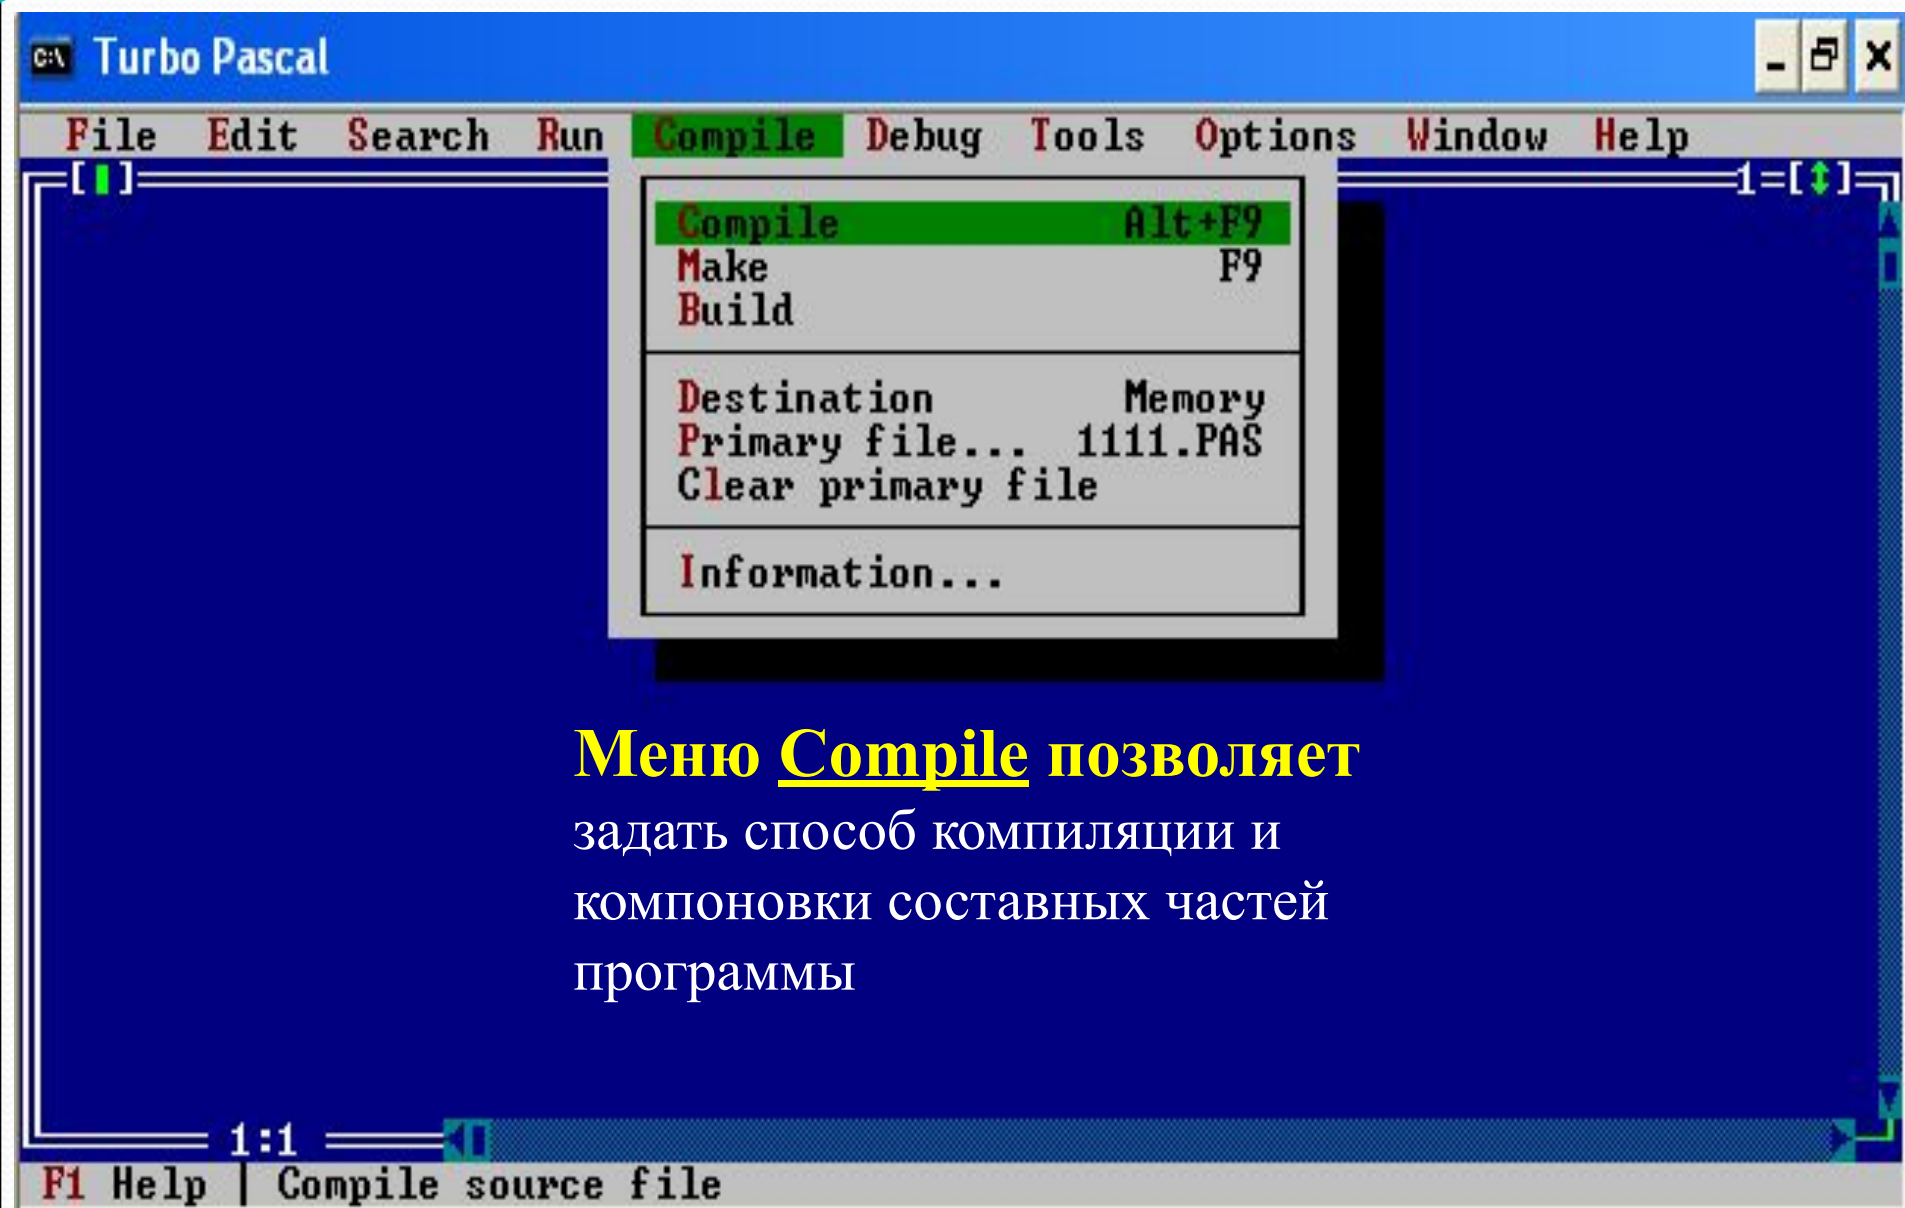 C:\ Turbo Pascal
File Edit Search Run Compile Debug Tools Options Window Help
[ ] 1=[↕]
Compile Alt+F9
Make F9
Build
Destination Memory
Primary file... 1111.PAS
Clear primary file
Information...
Меню Compile позволяет
задать способ компиляции и
компоновки составных частей
программы
1:1
F1 Help | Compile source file